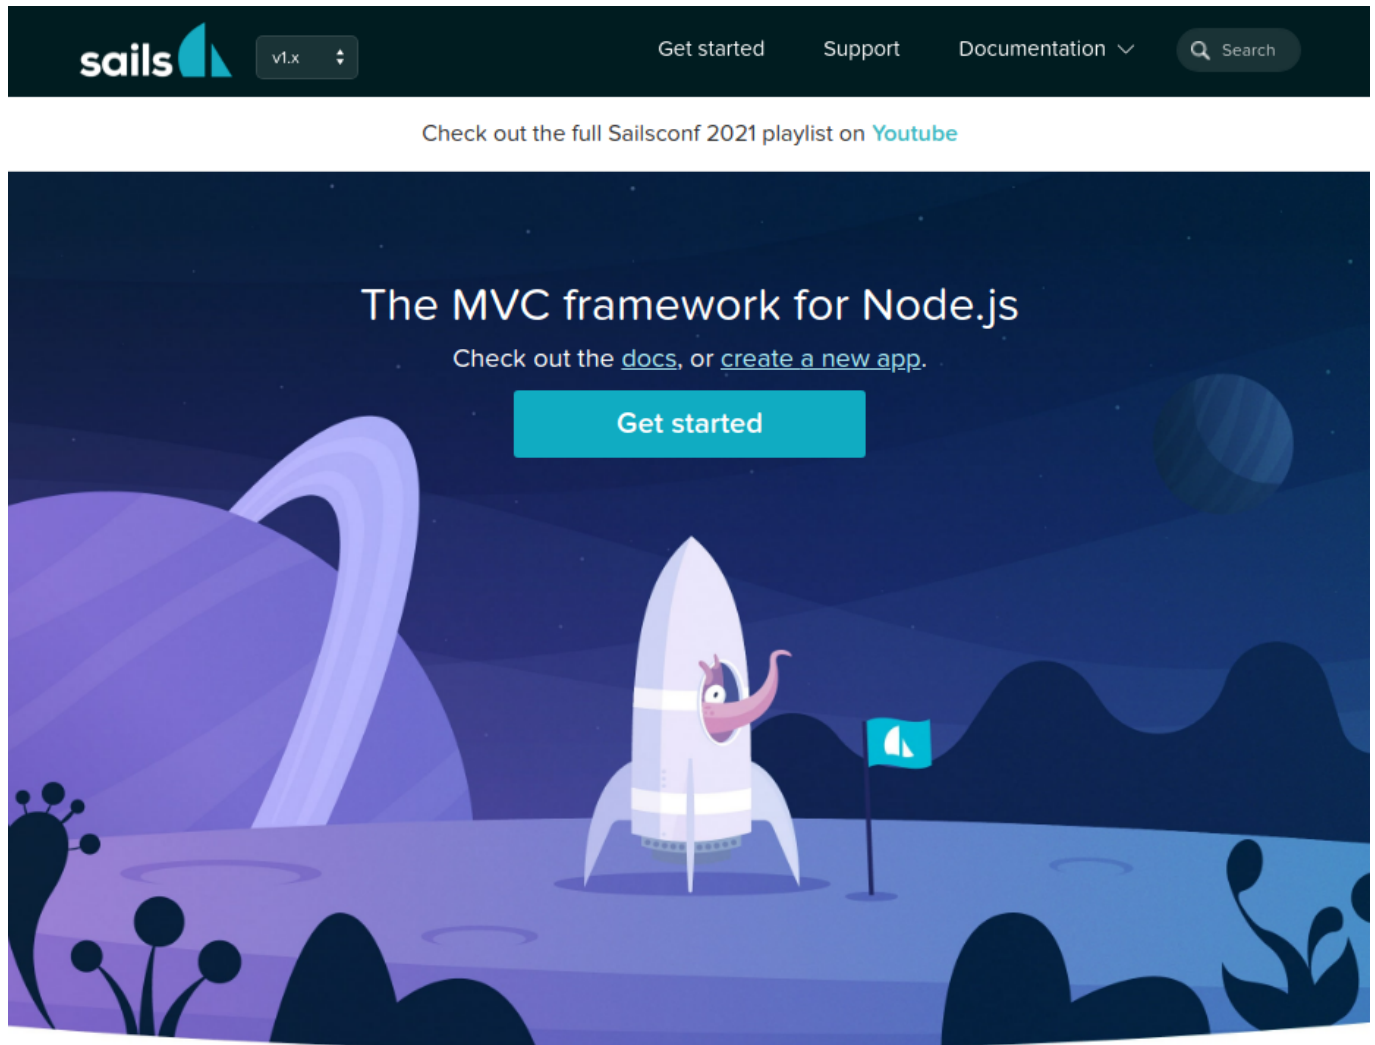 sails
v1.x
Get started
Support
Documentation
Search
Check out the full Sailsconf 2021 playlist on Youtube
The MVC framework for Node.js
Check out the docs, or create a new app.
Get started